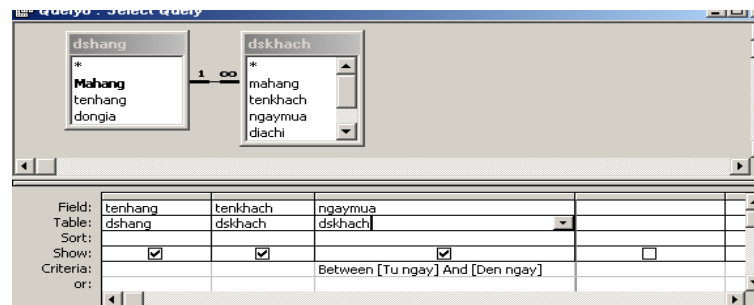 Query6 : Select Query
dshang
*
Mahang
tenhang
dongia
1 ∞
dskhach
*
mahang
tenkhach
ngaymua
diachi
Field: tenhang tenkhach ngaymua
Table: dshang dskhach dskhach
Sort:
Show:
Criteria: Between [Tu ngay] And [Den ngay]
or: